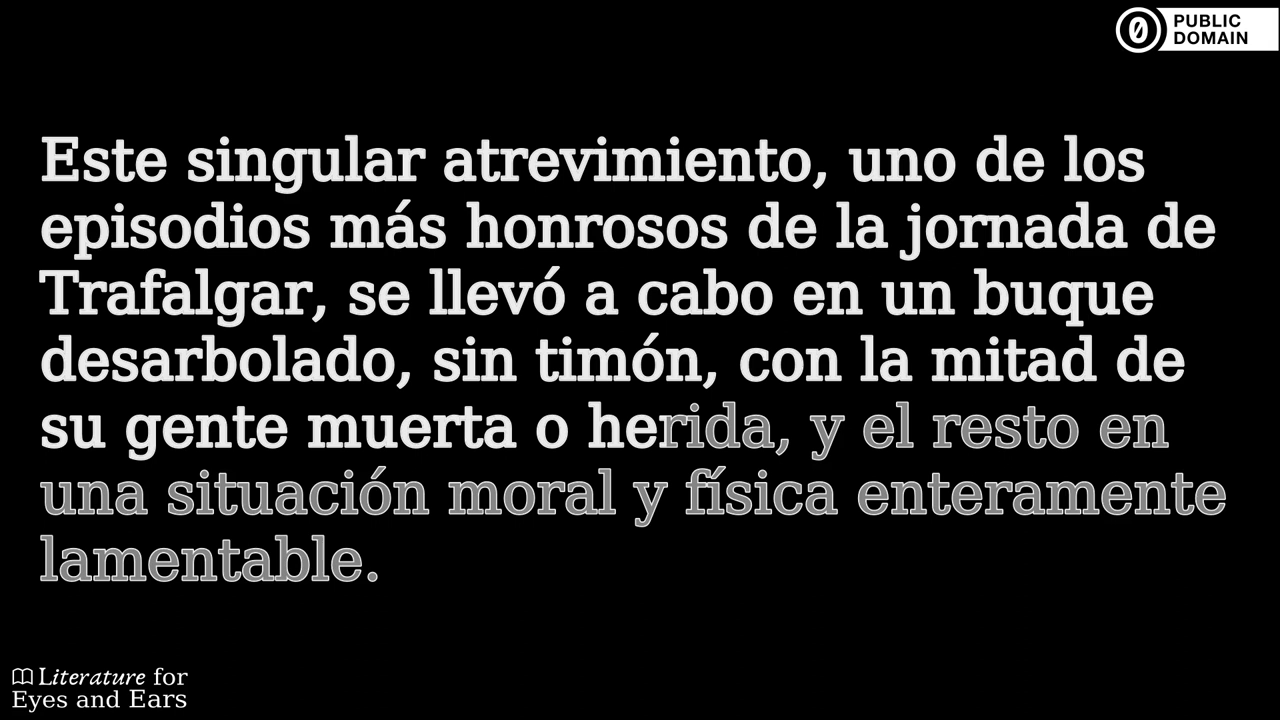 PUBLIC
DOMAIN
Este singular atrevimiento, uno de los
episodios más honrosos de la jornada de
Trafalgar, se llevó a cabo en un buque
desarbolado, sin timón, con la mitad de
su gente muerta o herida, y el resto en
una situación moral y física enteramente
lamentable.
Literature for
Eyes and Ears